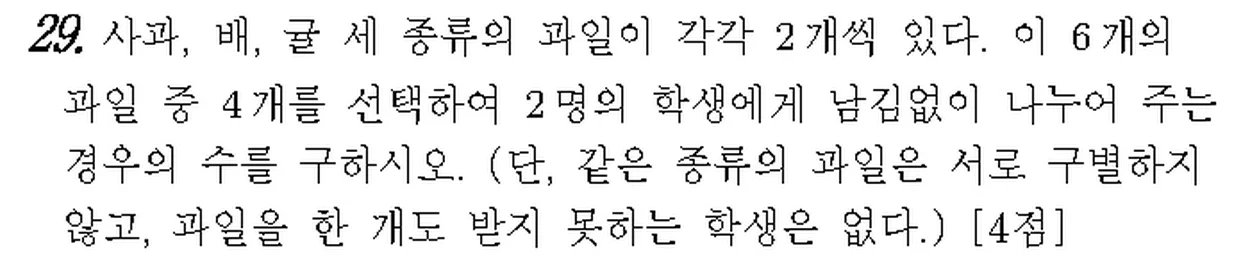 29. 사과, 배, 귤 세 종류의 과일이 각각 2개씩 있다. 이 6개의
과일 중 4개를 선택하여 2명의 학생에게 남김없이 나누어 주는
경우의 수를 구하시오. (단, 같은 종류의 과일은 서로 구별하지
않고, 과일을 한 개도 받지 못하는 학생은 없다.) [4점]